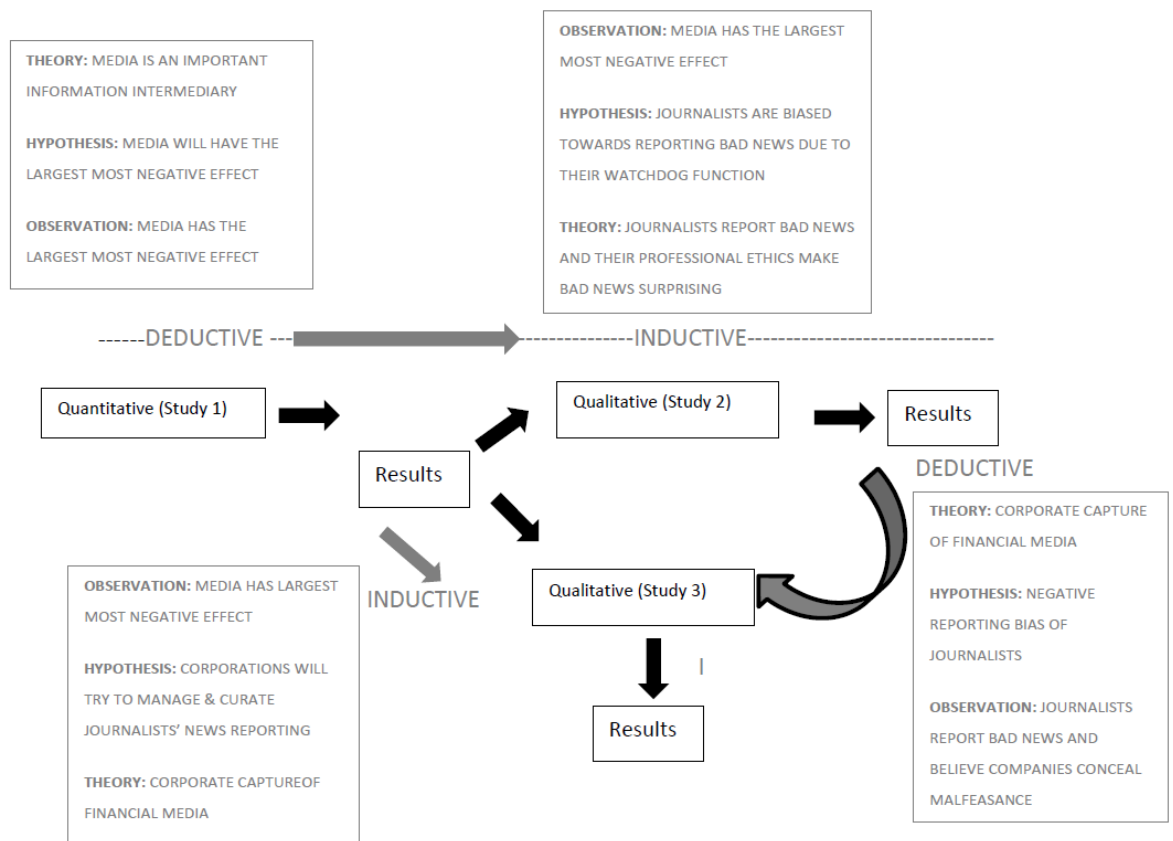 THEORY: MEDIA IS AN IMPORTANT
INFORMATION INTERMEDIARY
HYPOTHESIS: MEDIA WILL HAVE THE
LARGEST MOST NEGATIVE EFFECT
OBSERVATION: MEDIA HAS THE
LARGEST MOST NEGATIVE EFFECT
OBSERVATION: MEDIA HAS THE LARGEST
MOST NEGATIVE EFFECT
HYPOTHESIS: JOURNALISTS ARE BIASED
TOWARDS REPORTING BAD NEWS DUE TO
THEIR WATCHDOG FUNCTION
THEORY: JOURNALISTS REPORT BAD NEWS
AND THEIR PROFESSIONAL ETHICS MAKE
BAD NEWS SURPRISING
------DEDUCTIVE ---
--------------INDUCTIVE------------------------------
Quantitative (Study 1)
Qualitative (Study 2)
Results
Results
DEDUCTIVE
INDUCTIVE
Qualitative (Study 3)
I
Results
OBSERVATION: MEDIA HAS LARGEST
MOST NEGATIVE EFFECT
HYPOTHESIS: CORPORATIONS WILL
TRY TO MANAGE & CURATE
JOURNALISTS' NEWS REPORTING
THEORY: CORPORATE CAPTUREOF
FINANCIAL MEDIA
THEORY: CORPORATE CAPTURE
OF FINANCIAL MEDIA
HYPOTHESIS: NEGATIVE
REPORTING BIAS OF
JOURNALISTS
OBSERVATION: JOURNALISTS
REPORT BAD NEWS AND
BELIEVE COMPANIES CONCEAL
MALFEASANCE